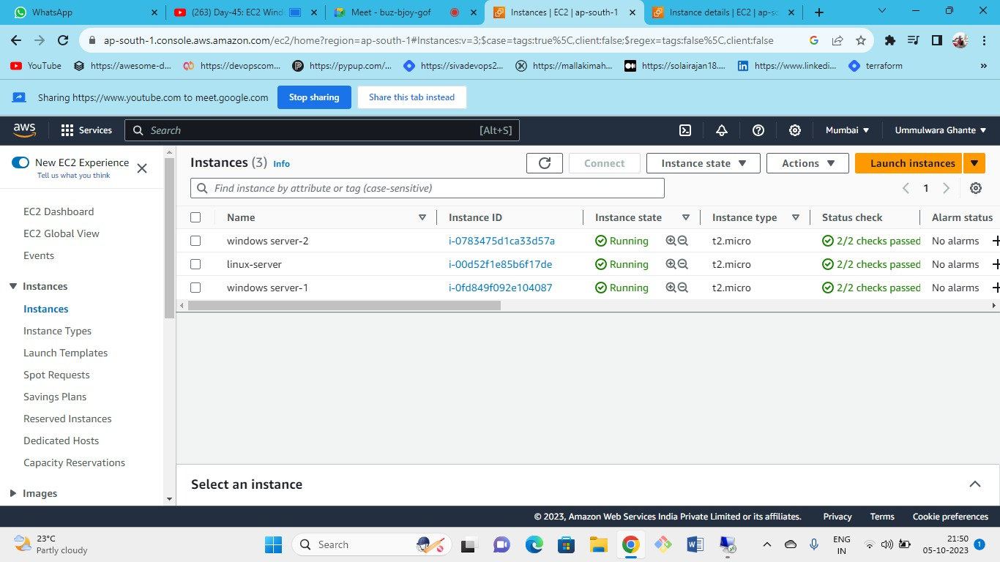 WhatsApp
(263) Day-45: EC2 Wind
Meet - buz-bjoy-gof
Instances | EC2 | ap-south-1
Instance details | EC2 | ap-so
ap-south-1.console.aws.amazon.com/ec2/home?region=ap-south-1#Instances:v=3;$case=tags:true%5C,client:false;$regex=tags:false%5C,client:false
YouTube
https://awesome-d...
https://devopscom...
https://pypup.com/...
https://sivadevops2...
https://mallakimah...
https://solairajan18....
https://www.linkedi...
terraform
Sharing https://www.youtube.com to meet.google.com
Stop sharing
Share this tab instead
aws
Services
Search
[Alt+S]
Mumbai
Ummulwara Ghante
New EC2 Experience
Tell us what you think
EC2 Dashboard
EC2 Global View
Events
Instances
Instances
Instance Types
Launch Templates
Spot Requests
Savings Plans
Reserved Instances
Dedicated Hosts
Capacity Reservations
Images
Instances (3) Info
Connect
Instance state
Actions
Launch instances
Find instance by attribute or tag (case-sensitive)
1
Name Instance ID Instance state Instance type Status check Alarm status
windows server-2 i-0783475d1ca33d57a Running t2.micro 2/2 checks passed No alarms
linux-server i-00d52f1e85b6f17de Running t2.micro 2/2 checks passed No alarms
windows server-1 i-0fd849f092e104087 Running t2.micro 2/2 checks passed No alarms
Select an instance
© 2023, Amazon Web Services India Private Limited or its affiliates. Privacy Terms Cookie preferences
23°C
Partly cloudy
Search
ENG
IN
21:50
05-10-2023
1